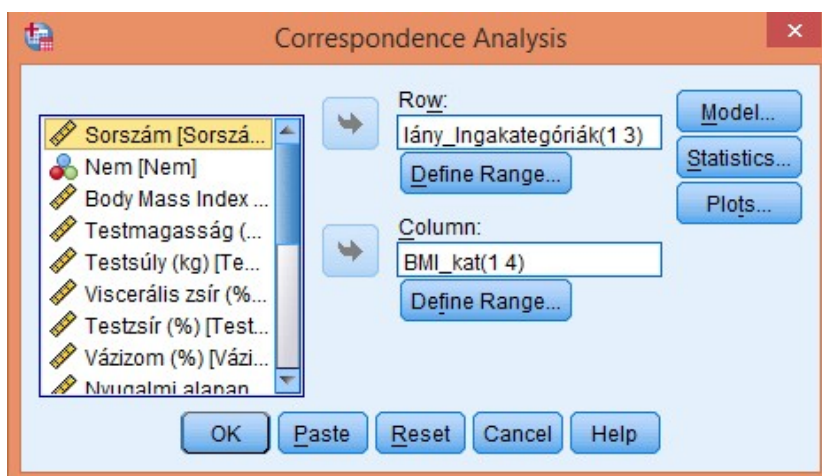 Correspondence Analysis
Sorszám [Sorszá...
Nem [Nem]
Body Mass Index ...
Testmagasság (...
Testsúly (kg) [Te...
Viscerális zsír (%...
Testzsír (%) [Test...
Vázizom (%) [Vázi...
Nyugalmi alapan
Row:
lány_Ingakategóriák(1 3)
Define Range...
Column:
BMI_kat(1 4)
Define Range...
Model...
Statistics...
Plots...
OK Paste Reset Cancel Help